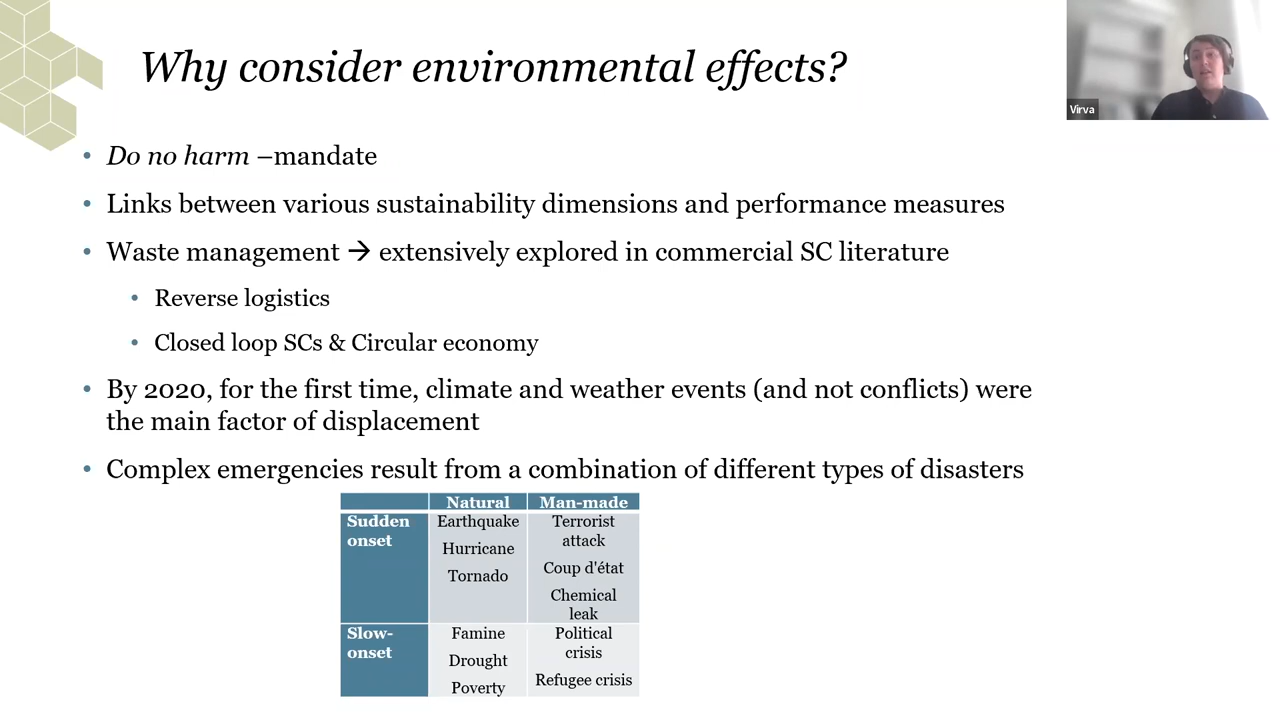 Why consider environmental effects?
Virva
• Do no harm –mandate
• Links between various sustainability dimensions and performance measures
• Waste management → extensively explored in commercial SC literature
• Reverse logistics
• Closed loop SCs & Circular economy
• By 2020, for the first time, climate and weather events (and not conflicts) were
the main factor of displacement
• Complex emergencies result from a combination of different types of disasters
Natural Man-made
Sudden Earthquake Terrorist
onset attack
Hurricane
Coup d'état
Tornado
Chemical
leak
Slow- Famine Political
onset crisis
Drought
Refugee crisis
Poverty